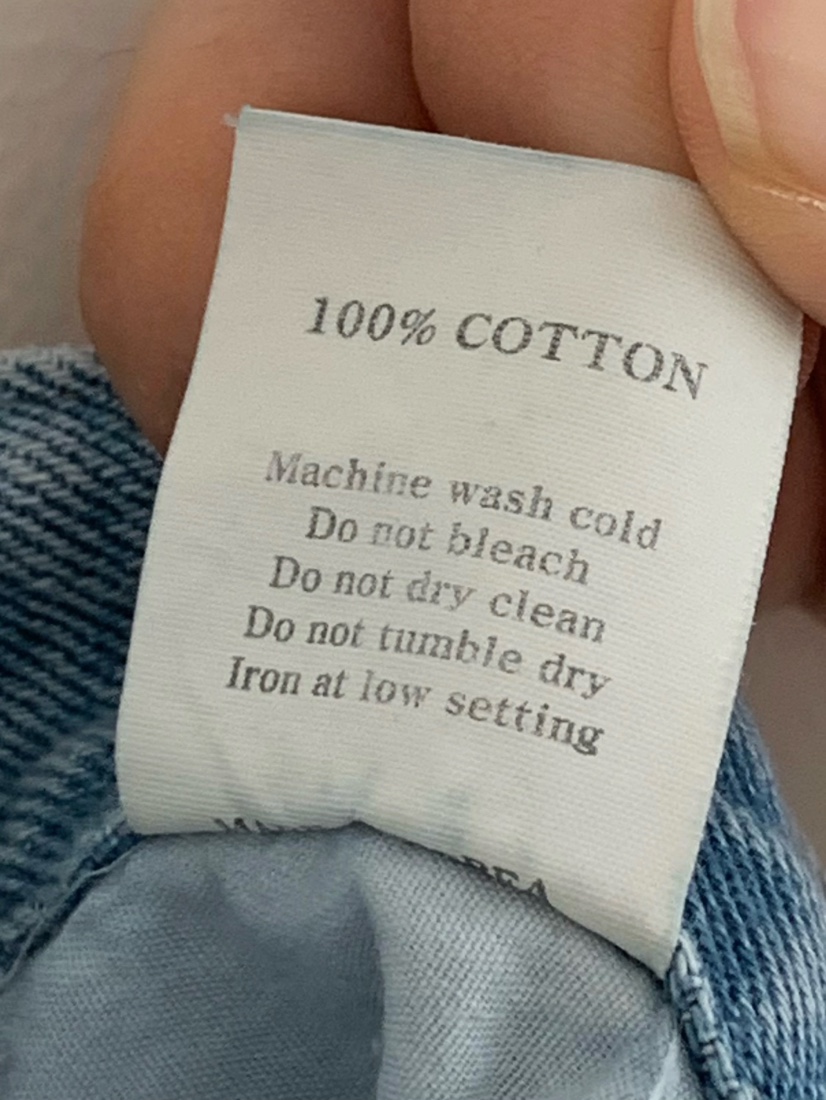 100% COTTON
Machine wash cold
Do not bleach
Do not dry clean
Do not tumble dry
Iron at low setting